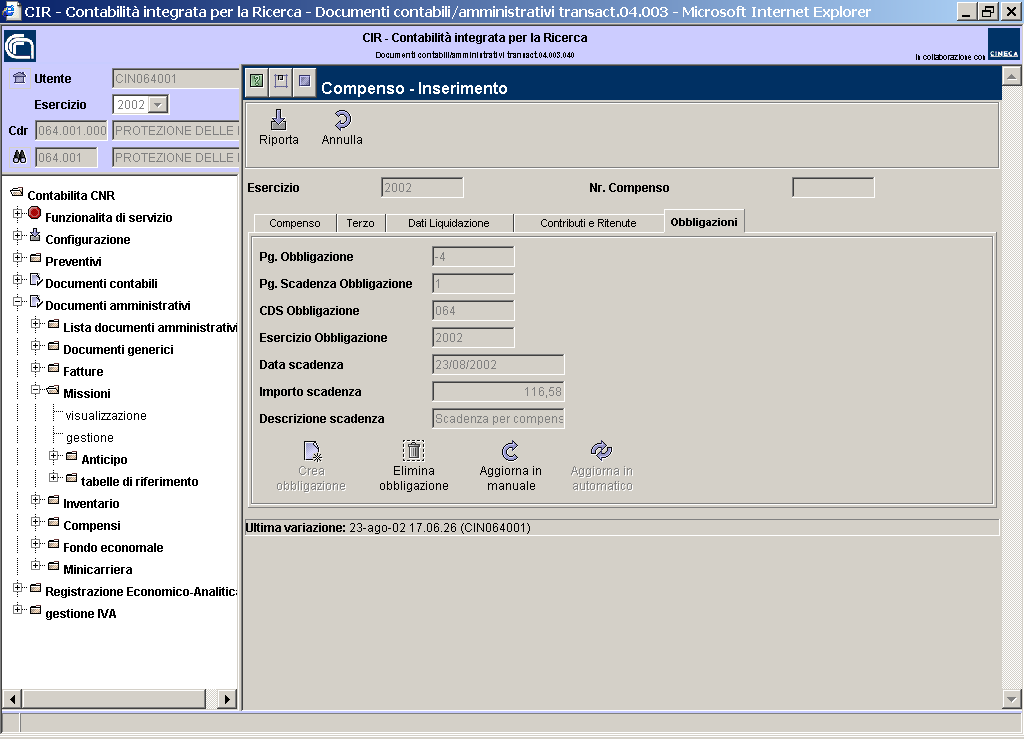 CIR - Contabilità integrata per la Ricerca - Documenti contabili/amministrativi transact.04.003 - Microsoft Internet Explorer
CIR - Contabilità integrata per la Ricerca
Documenti contabili/amministrativi transact.04.003.040
In collaborazione con CINECA
Utente CIN064001
Esercizio 2002
Cdr 064.001.000 PROTEZIONE DELLE
064.001 PROTEZIONE DELLE
Contabilita CNR
Funzionalita di servizio
Configurazione
Preventivi
Documenti contabili
Documenti amministrativi
Lista documenti amministrativi
Documenti generici
Fatture
Missioni
visualizzazione
gestione
Anticipo
tabelle di riferimento
Inventario
Compensi
Fondo economale
Minicarriera
Registrazione Economico-Analitica
gestione IVA
Compenso - Inserimento
Riporta Annulla
Esercizio 2002 Nr. Compenso
Compenso Terzo Dati Liquidazione Contributi e Ritenute Obbligazioni
Pg. Obbligazione -4
Pg. Scadenza Obbligazione 1
CDS Obbligazione 064
Esercizio Obbligazione 2002
Data scadenza 23/08/2002
Importo scadenza 116,58
Descrizione scadenza Scadenza per compens
Crea obbligazione
Elimina obbligazione
Aggiorna in manuale
Aggiorna in automatico
Ultima variazione: 23-ago-02 17.06.26 (CIN064001)